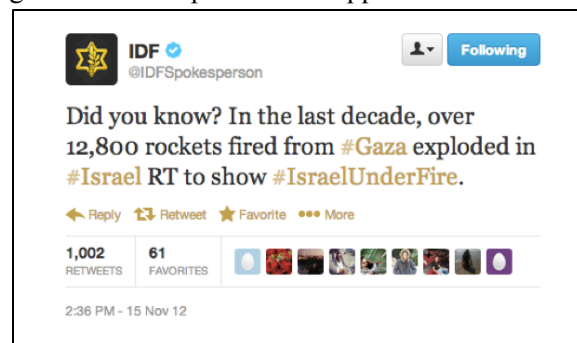 IDF
@IDFSpokesperson
Following
Did you know? In the last decade, over
12,800 rockets fired from #Gaza exploded in
#Israel RT to show #IsraelUnderFire.
Reply Retweet Favorite More
1,002 61
RETWEETS FAVORITES
2:36 PM - 15 Nov 12